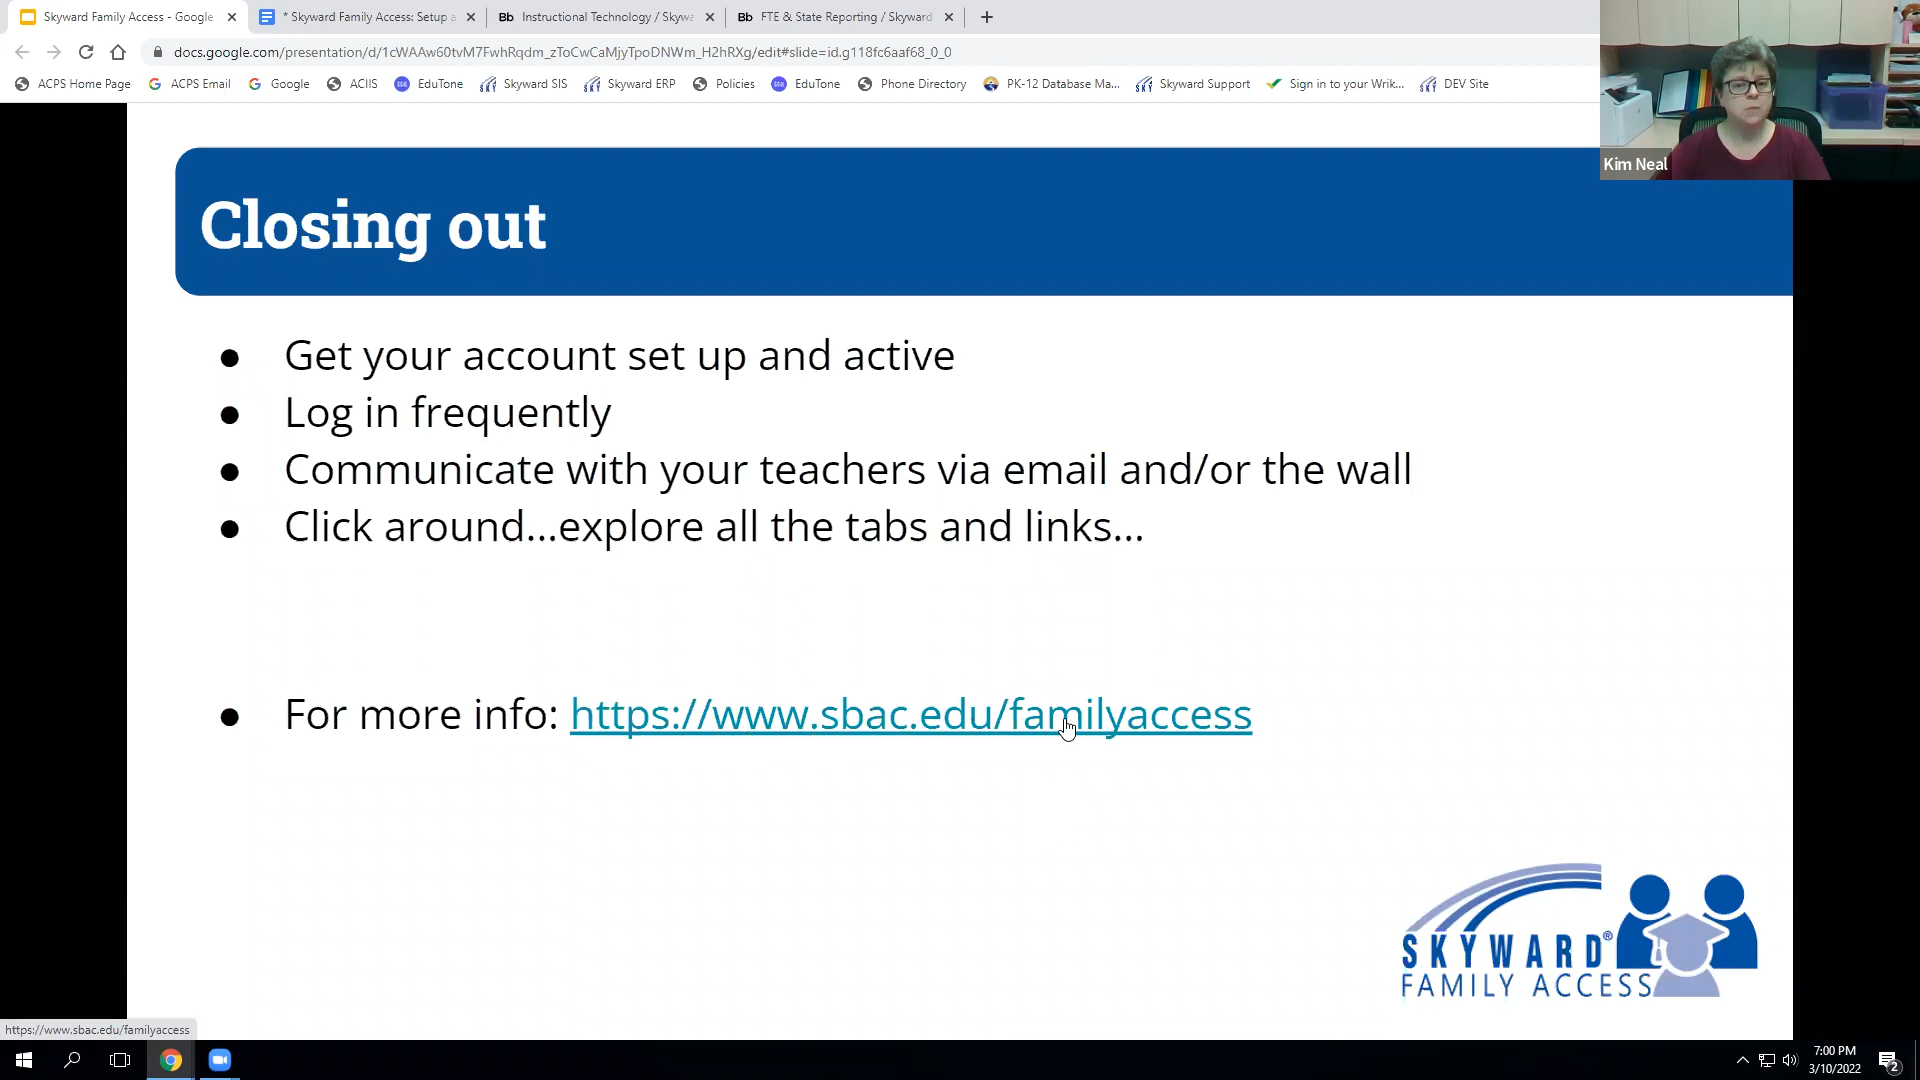 Skyward Family Access - Google
* Skyward Family Access: Setup a
Bb Instructional Technology / Skywa
Bb FTE & State Reporting / Skyward
docs.google.com/presentation/d/1cWAAw60tvM7FwhRqdm_zToCwCaMjyTpoDNWm_H2hRXg/edit#slide=id.g118fc6aaf68_0_0
ACPS Home Page
ACPS Email
Google
ACIIS
EduTone
Skyward SIS
Skyward ERP
Policies
EduTone
Phone Directory
PK-12 Database Ma...
Skyward Support
Sign in to your Wrik...
DEV Site
Kim Neal
Closing out
● Get your account set up and active
● Log in frequently
● Communicate with your teachers via email and/or the wall
● Click around...explore all the tabs and links...
● For more info: https://www.sbac.edu/familyaccess
SKYWARD®
FAMILY ACCESS
https://www.sbac.edu/familyaccess
7:00 PM
3/10/2022
2